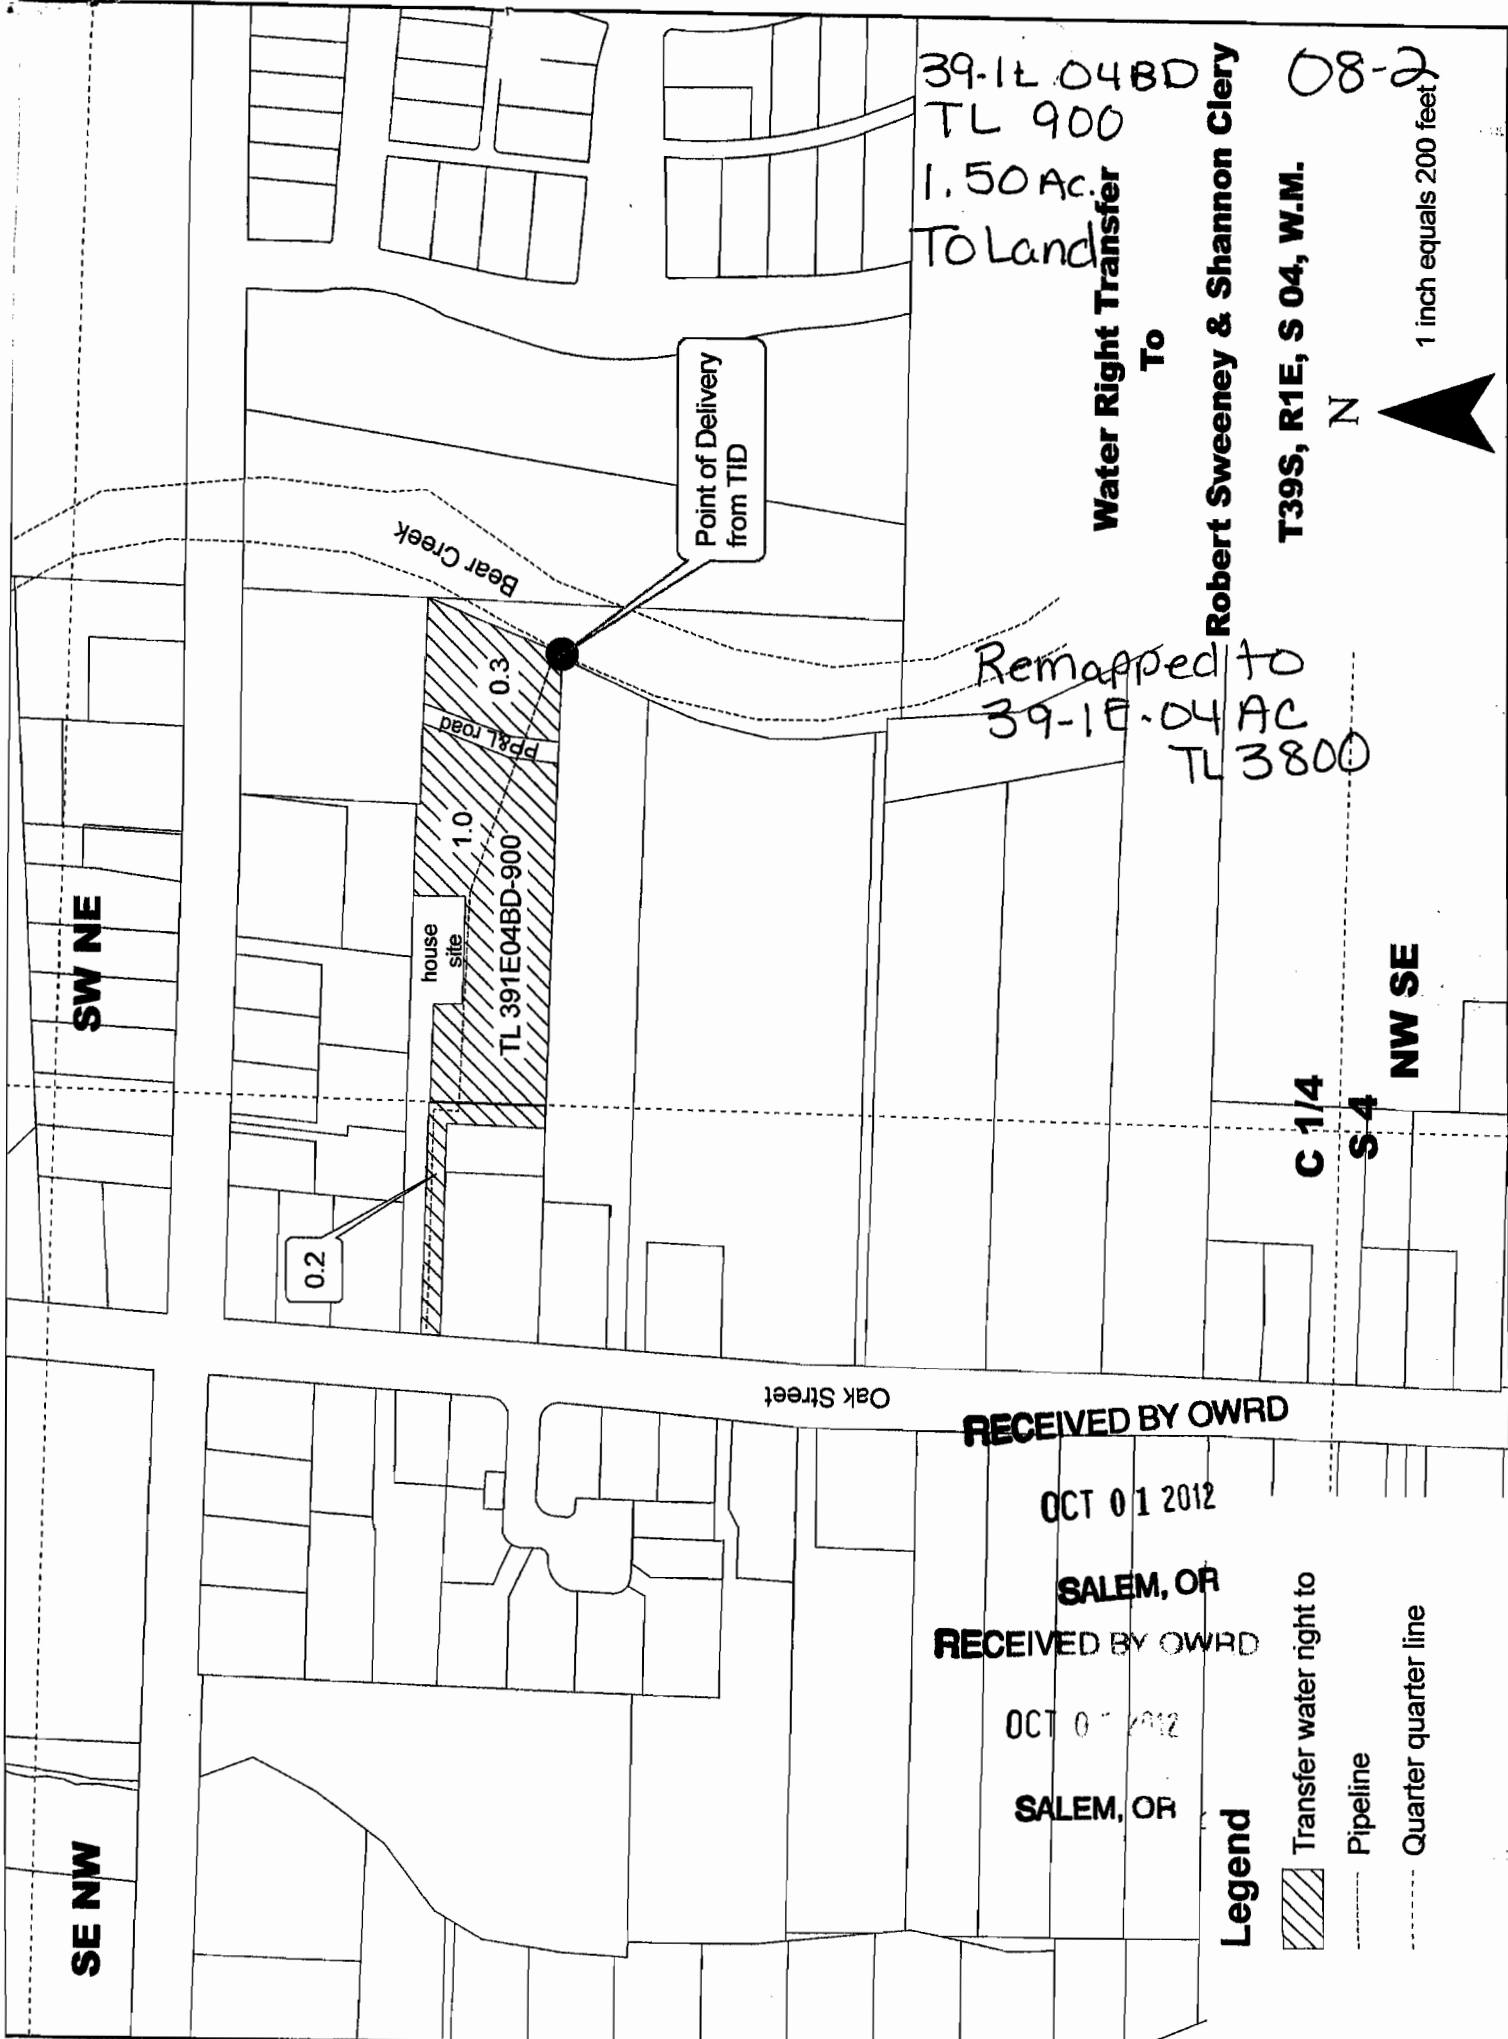 39-1E 04BD
TL 900
1.50 Ac.
To Land
08-2
Water Right Transfer
To
Robert Sweeney & Shannon Clery
T39S, R1E, S 04, W.M.
N
1 inch equals 200 feet
Remapped to
39-1E-04 AC
TL 3800
SW NE
SE NW
NW SE
C 1/4
S 4
Bear Creek
Point of Delivery
from TID
0.3
PP&L road
1.0
TL 391E04BD-900
house
site
0.2
Oak Street
RECEIVED BY OWRD
OCT 01 2012
SALEM, OR
RECEIVED BY OWRD
OCT 0 2012
SALEM, OR
Legend
Transfer water right to
Pipeline
Quarter quarter line